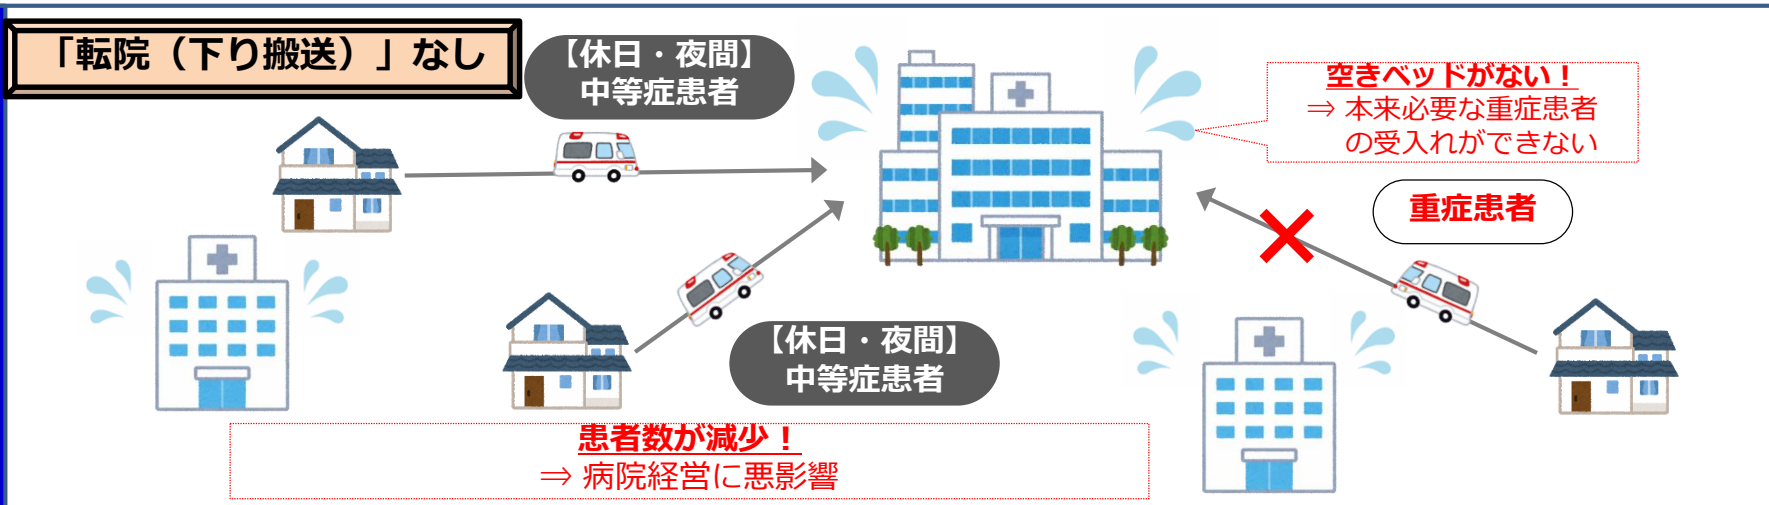 「転院（下り搬送）」なし
【休日・夜間】
中等症患者
空きベッドがない！
⇒ 本来必要な重症患者
の受入れができない
重症患者
【休日・夜間】
中等症患者
患者数が減少！
⇒ 病院経営に悪影響